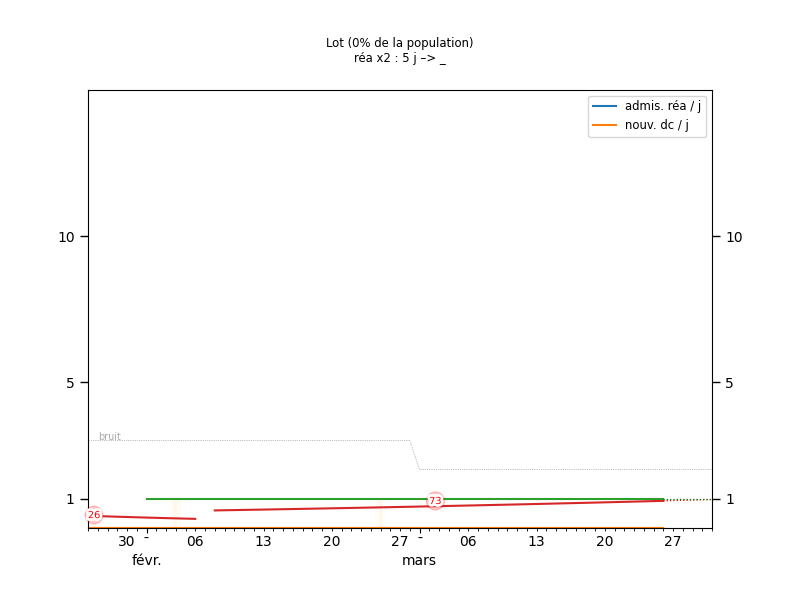 Lot (0% de la population)
réa x2 : 5 j –> _
admis. réa / j
nouv. dc / j
10
10
5
5
bruit
1
73
1
26
30
06
13
20
27
06
13
20
27
févr.
mars